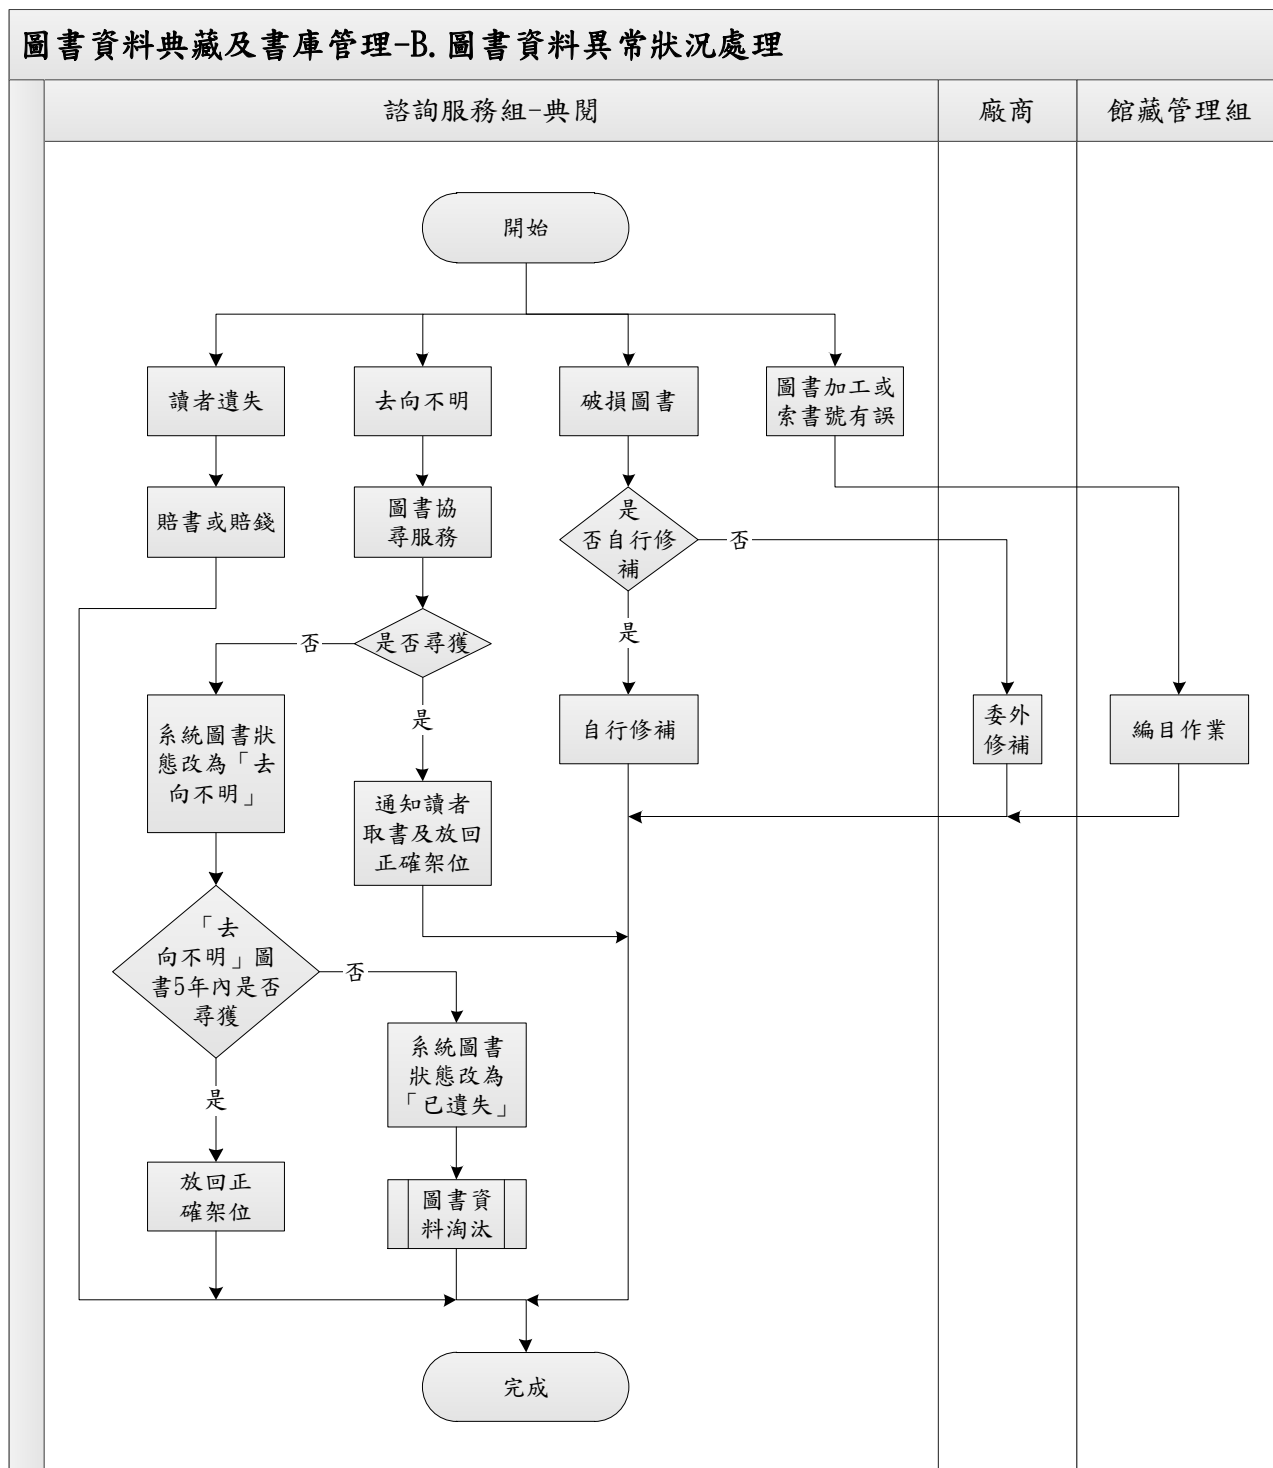 圖書資料典藏及書庫管理-B.圖書資料異常狀況處理
諮詢服務組-典閱
廠商
館藏管理組
開始
讀者遺失
去向不明
破損圖書
圖書加工或
索書號有誤
賠書或賠錢
圖書協
尋服務
是
否自行修
補
否
是
是否尋獲
否
是
系統圖書狀
態改為「去
向不明」
自行修補
委外
修補
編目作業
通知讀者
取書及放回
正確架位
「去
向不明」圖
書5年內是否
尋獲
否
是
系統圖書
狀態改為
「已遺失」
放回正
確架位
圖書資
料淘汰
完成